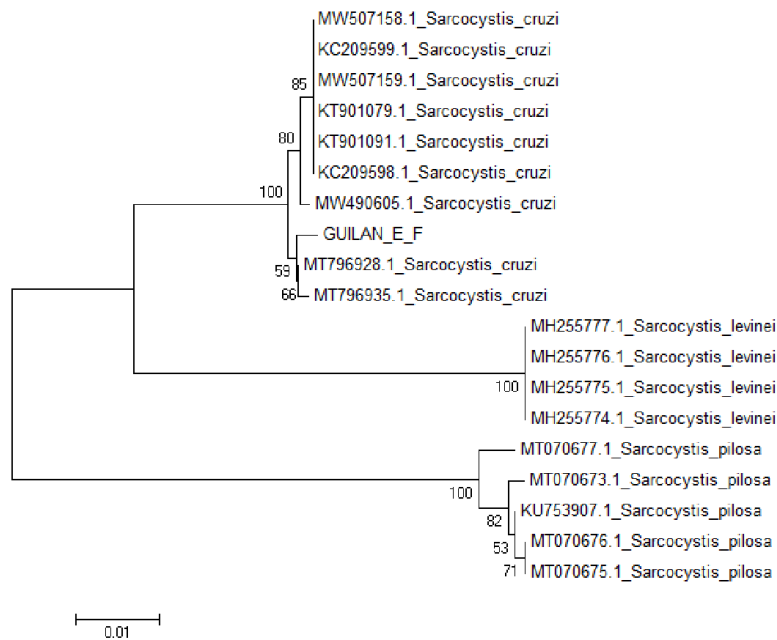 MW507158.1_Sarcocystis_cruzi
KC209599.1_Sarcocystis_cruzi
85
MW507159.1_Sarcocystis_cruzi
KT901079.1_Sarcocystis_cruzi
80
KT901091.1_Sarcocystis_cruzi
KC209598.1_Sarcocystis_cruzi
100
MW490605.1_Sarcocystis_cruzi
GUILAN_E_F
59
MT796928.1_Sarcocystis_cruzi
66
MT796935.1_Sarcocystis_cruzi
MH255777.1_Sarcocystis_levinei
MH255776.1_Sarcocystis_levinei
100
MH255775.1_Sarcocystis_levinei
MH255774.1_Sarcocystis_levinei
MT070677.1_Sarcocystis_pilosa
100
MT070673.1_Sarcocystis_pilosa
82
KU753907.1_Sarcocystis_pilosa
53
MT070676.1_Sarcocystis_pilosa
71
MT070675.1_Sarcocystis_pilosa
0.01